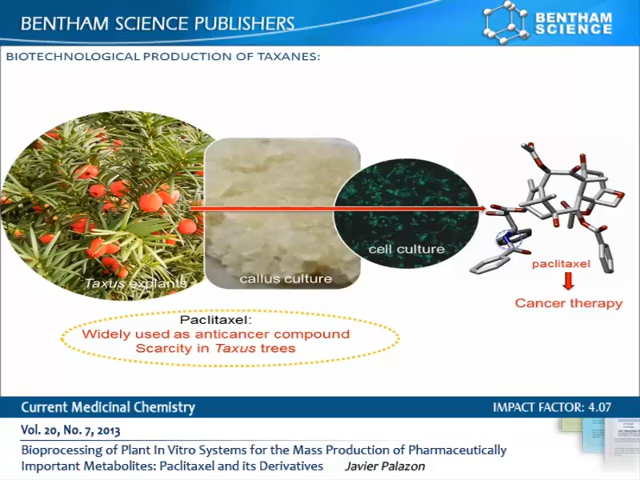 BENTHAM SCIENCE PUBLISHERS
BENTHAM
SCIENCE
BIOTECHNOLOGICAL PRODUCTION OF TAXANES:
Taxus explants
callus culture
cell culture
paclitaxel
Cancer therapy
Paclitaxel:
Widely used as anticancer compound
Scarcity in Taxus trees
Current Medicinal Chemistry
IMPACT FACTOR: 4.07
Vol. 20, No. 7, 2013
Bioprocessing of Plant In Vitro Systems for the Mass Production of Pharmaceutically
Important Metabolites: Paclitaxel and its Derivatives Javier Palazon